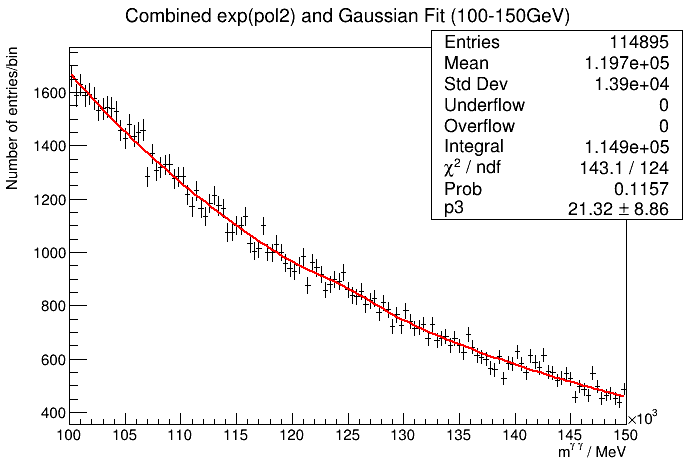 Combined exp(pol2) and Gaussian Fit (100-150GeV)
Entries 114895
Mean 1.197e+05
Std Dev 1.39e+04
Underflow 0
Overflow 0
Integral 1.149e+05
χ² / ndf 143.1 / 124
Prob 0.1157
p3 21.32 ± 8.86
Number of entries/bin
1600
1400
1200
1000
800
600
400
100 105 110 115 120 125 130 135 140 145 150
×10³
m^γγ / MeV